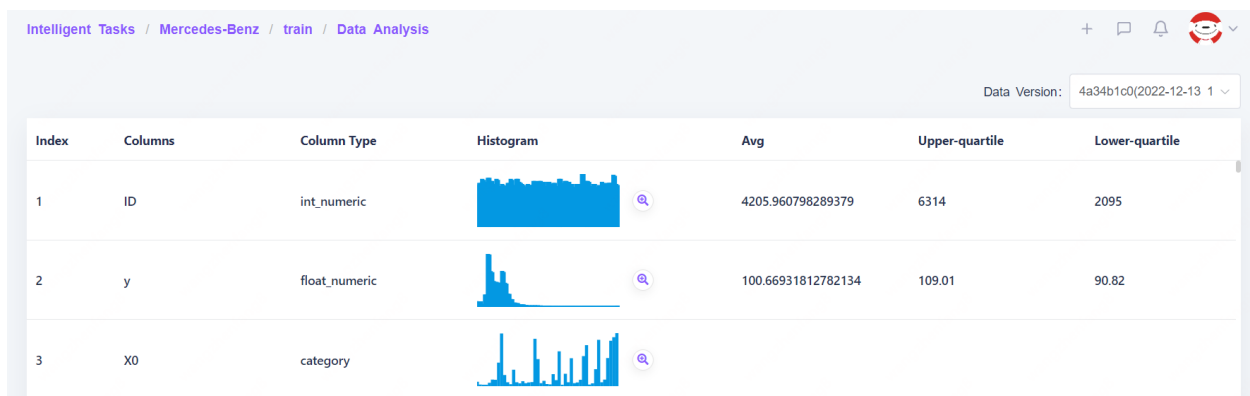 Intelligent Tasks / Mercedes-Benz / train / Data Analysis
Data Version: 4a34b1c0(2022-12-13 1
Index Columns Column Type Histogram Avg Upper-quartile Lower-quartile
1 ID int_numeric 4205.960798289379 6314 2095
2 y float_numeric 100.66931812782134 109.01 90.82
3 X0 category